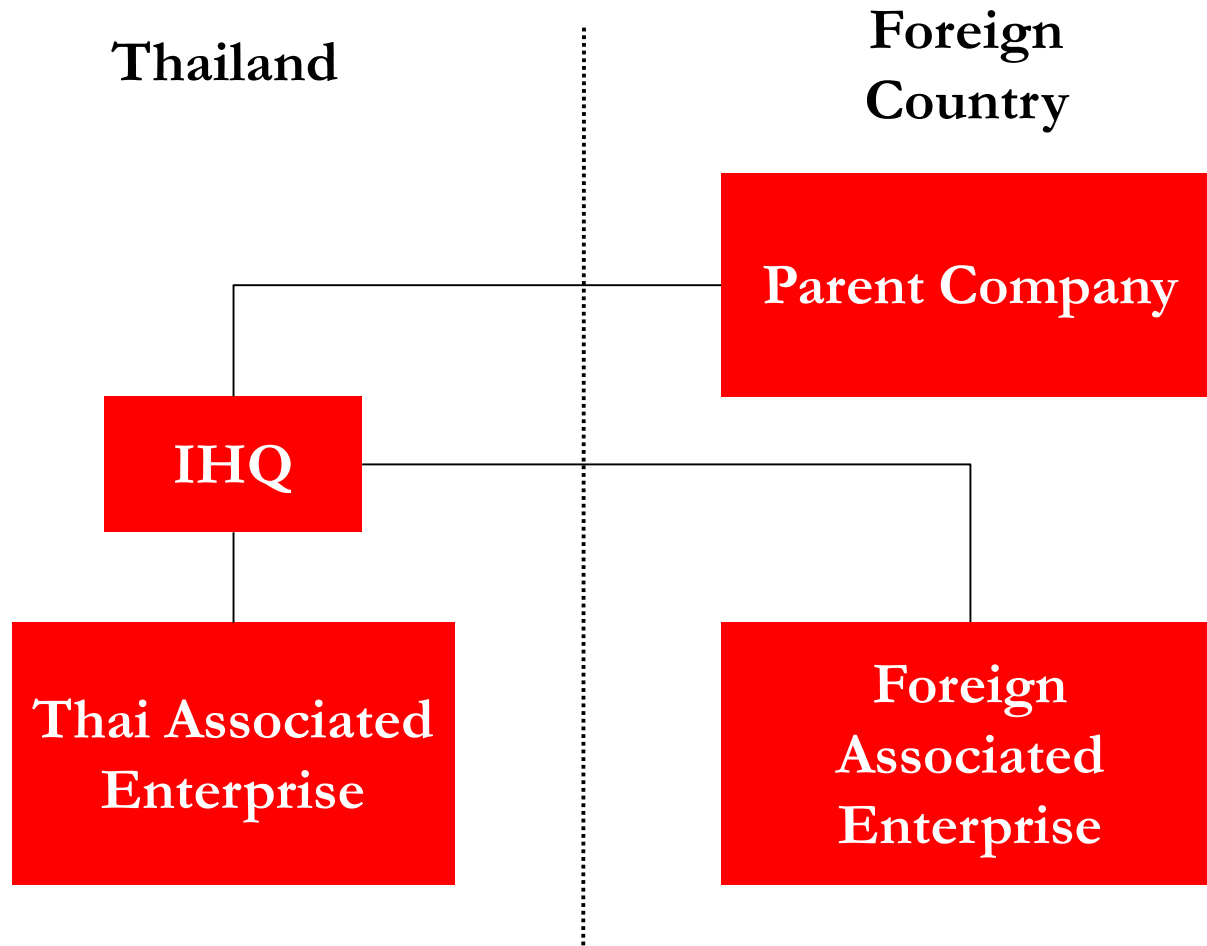 Thailand
Foreign
Country
Parent Company
IHQ
Thai Associated
Enterprise
Foreign
Associated
Enterprise